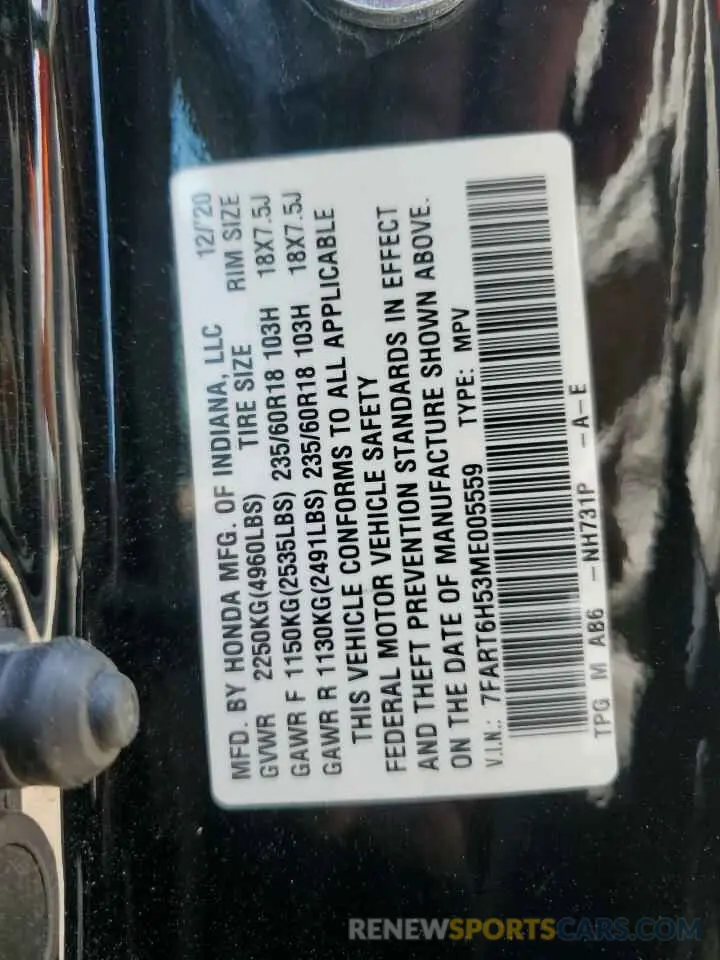 MFD. BY HONDA MFG. OF INDIANA, LLC 12/'20
GVWR 2250KG(4960LBS) TIRE SIZE RIM SIZE
GAWR F 1150KG(2535LBS) 235/60R18 103H 18X7.5J
GAWR R 1130KG(2491LBS) 235/60R18 103H 18X7.5J
THIS VEHICLE CONFORMS TO ALL APPLICABLE
FEDERAL MOTOR VEHICLE SAFETY
AND THEFT PREVENTION STANDARDS IN EFFECT
ON THE DATE OF MANUFACTURE SHOWN ABOVE.
V.I.N.: 7FART6H53ME005559 TYPE: MPV
TPG M AB6 -NH731P -A-E
RENEWSPORTSCARS.COM